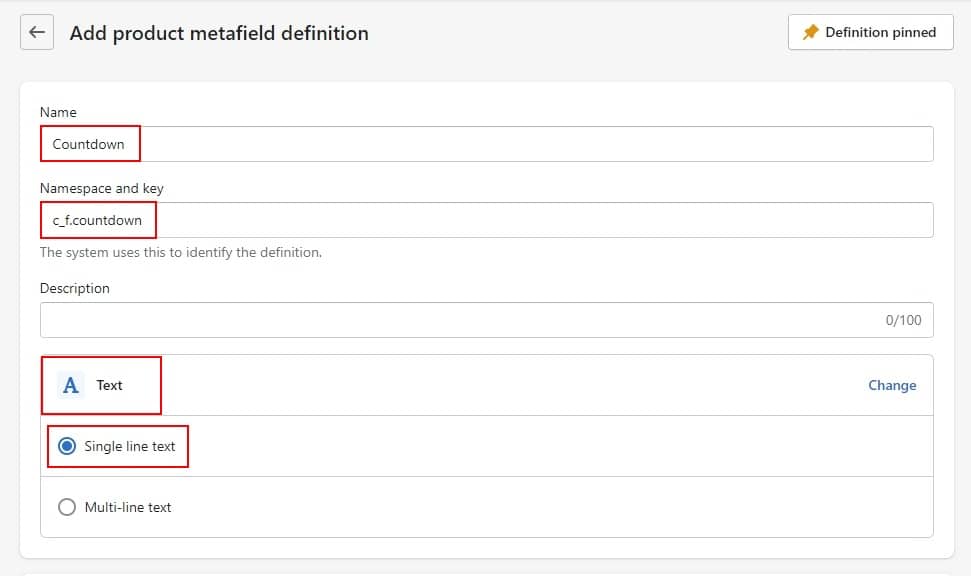 Add product metafield definition
Definition pinned
Name
Countdown
Namespace and key
c_f.countdown
The system uses this to identify the definition.
Description
0/100
A Text
Change
Single line text
Multi-line text